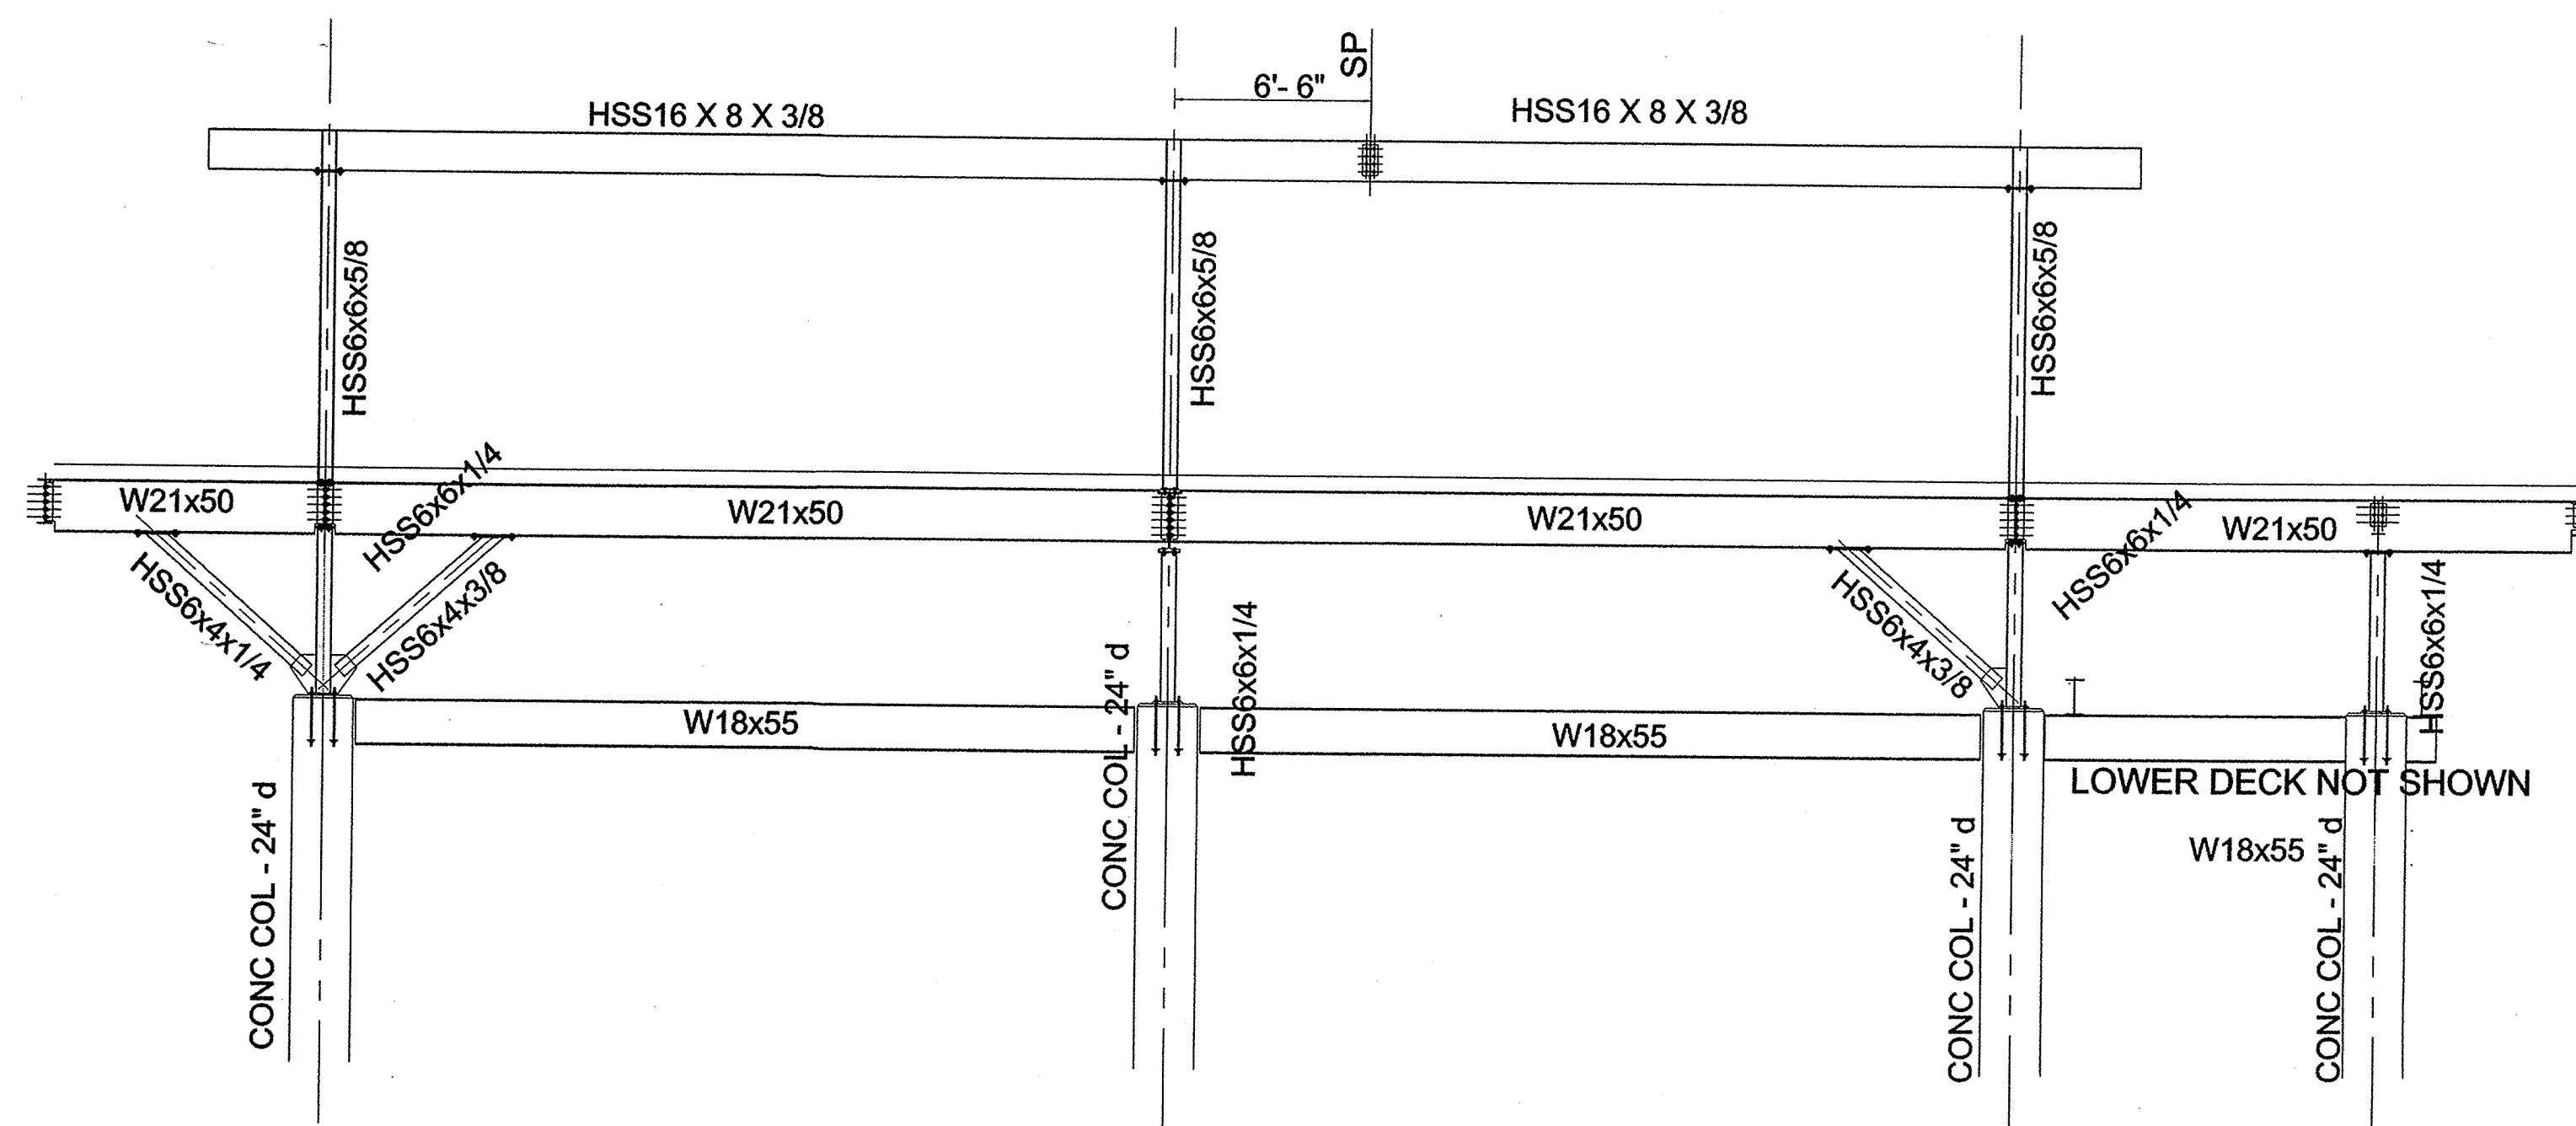 SP
6'- 6"
HSS16 X 8 X 3/8
HSS16 X 8 X 3/8
HSS6x6x5/8
HSS6x6x5/8
HSS6x6x5/8
W21x50
HSS6x6x1/4
W21x50
W21x50
HSS6x6x1/4
W21x50
HSS6x4x1/4
HSS6x4x3/8
HSS6x6x1/4
HSS6x4x3/8
HSS6x6x1/4
W18x55
W18x55
LOWER DECK NOT SHOWN
W18x55
CONC COL - 24" d
CONC COL - 24" d
CONC COL - 24" d
CONC COL - 24" d